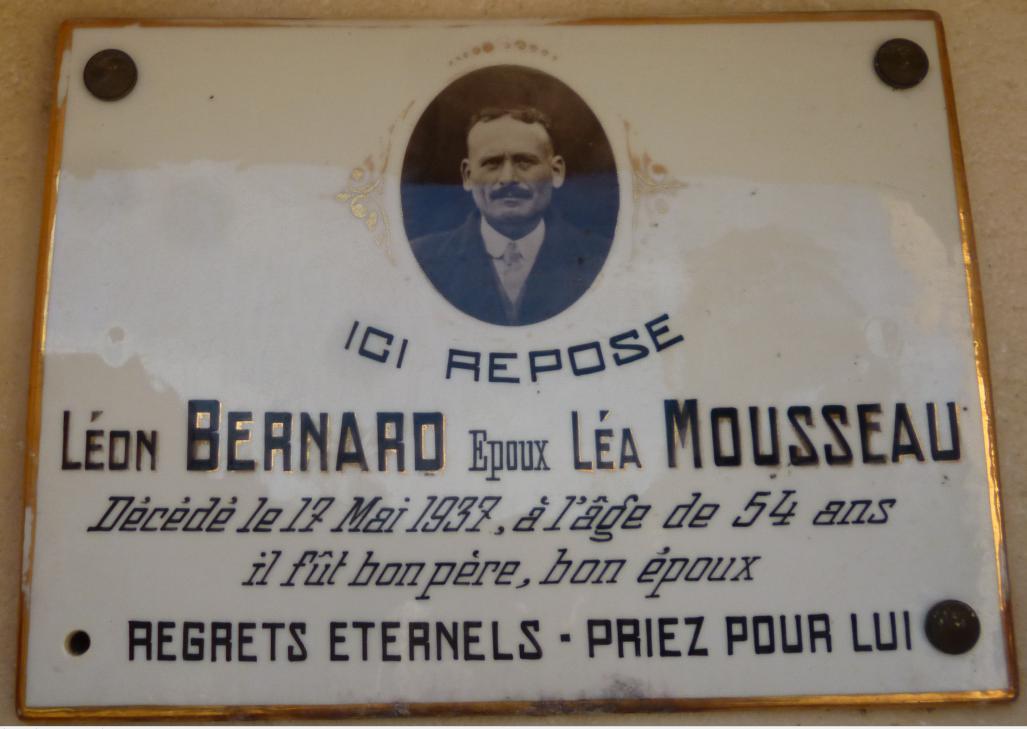 ICI REPOSE
LÉON BERNARD Epoux LÉA MOUSSEAU
Décédé le 17 Mai 1937, à l'âge de 54 ans
il fût bon père, bon époux
REGRETS ETERNELS - PRIEZ POUR LUI